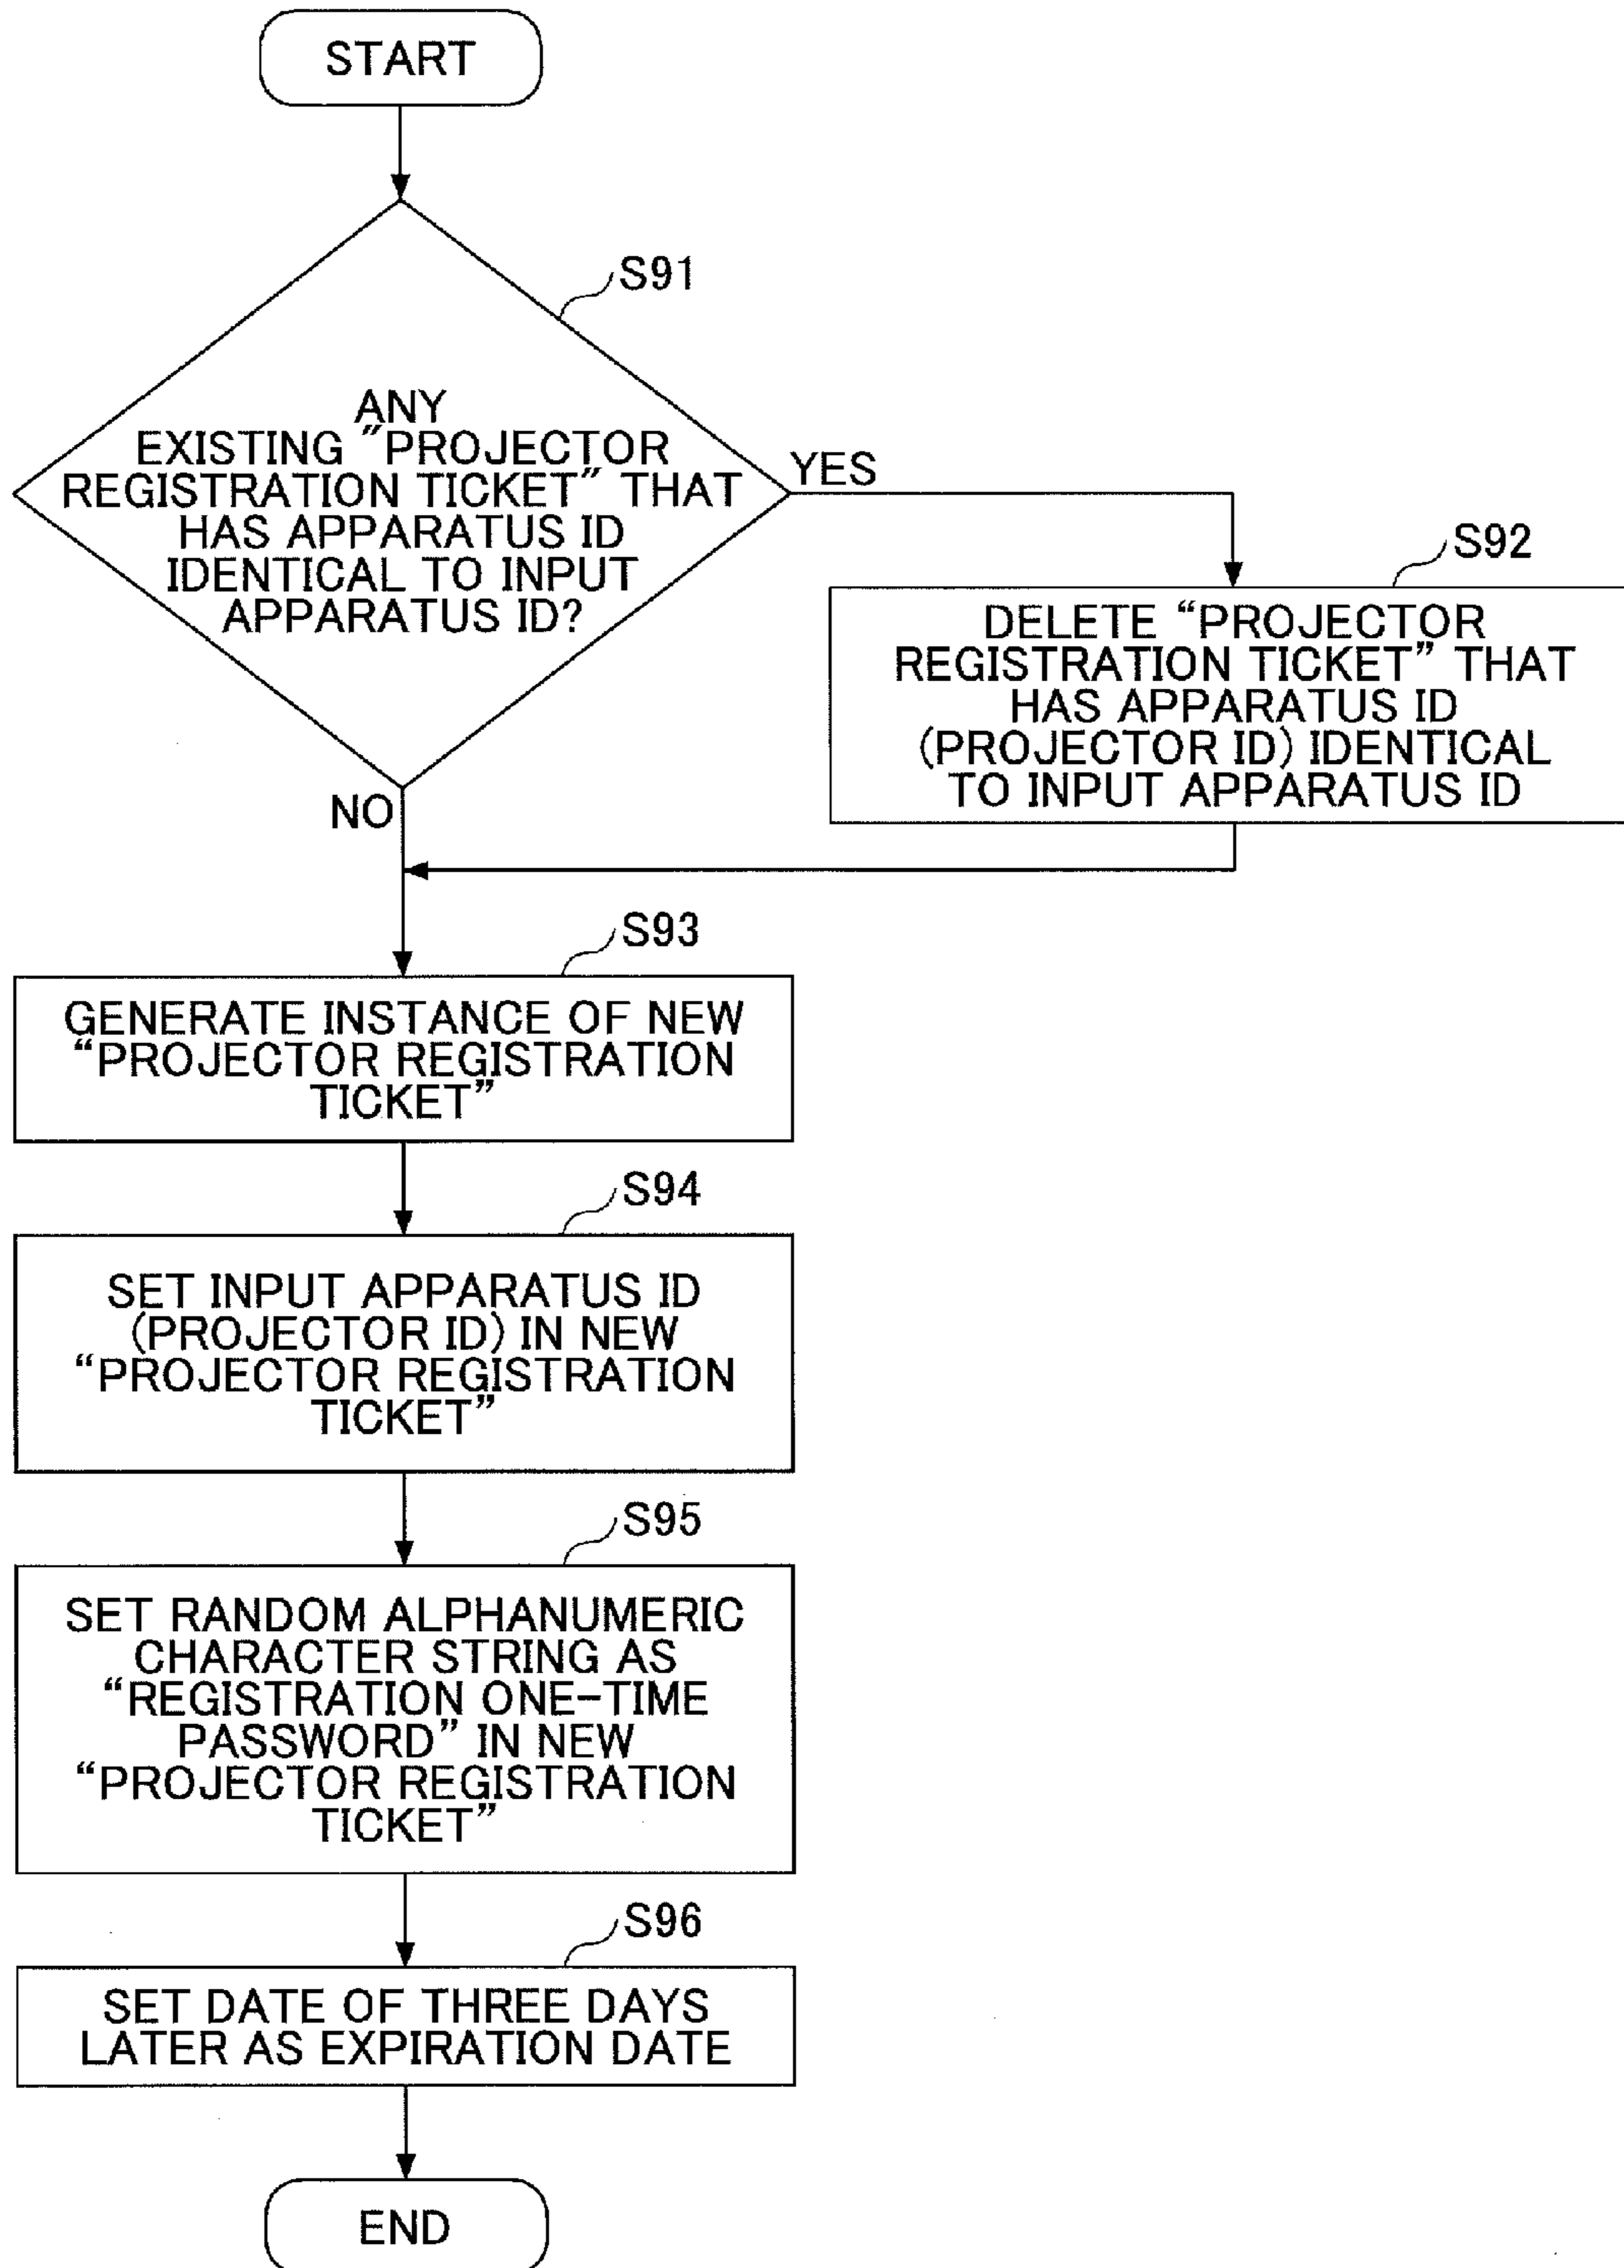 START
S91
ANY
EXISTING "PROJECTOR
REGISTRATION TICKET" THAT
HAS APPARATUS ID
IDENTICAL TO INPUT
APPARATUS ID?
YES
S92
DELETE “PROJECTOR
REGISTRATION TICKET” THAT
HAS APPARATUS ID
(PROJECTOR ID) IDENTICAL
TO INPUT APPARATUS ID
NO
S93
GENERATE INSTANCE OF NEW
“PROJECTOR REGISTRATION
TICKET”
S94
SET INPUT APPARATUS ID
(PROJECTOR ID) IN NEW
“PROJECTOR REGISTRATION
TICKET”
S95
SET RANDOM ALPHANUMERIC
CHARACTER STRING AS
“REGISTRATION ONE-TIME
PASSWORD” IN NEW
“PROJECTOR REGISTRATION
TICKET”
S96
SET DATE OF THREE DAYS
LATER AS EXPIRATION DATE
END